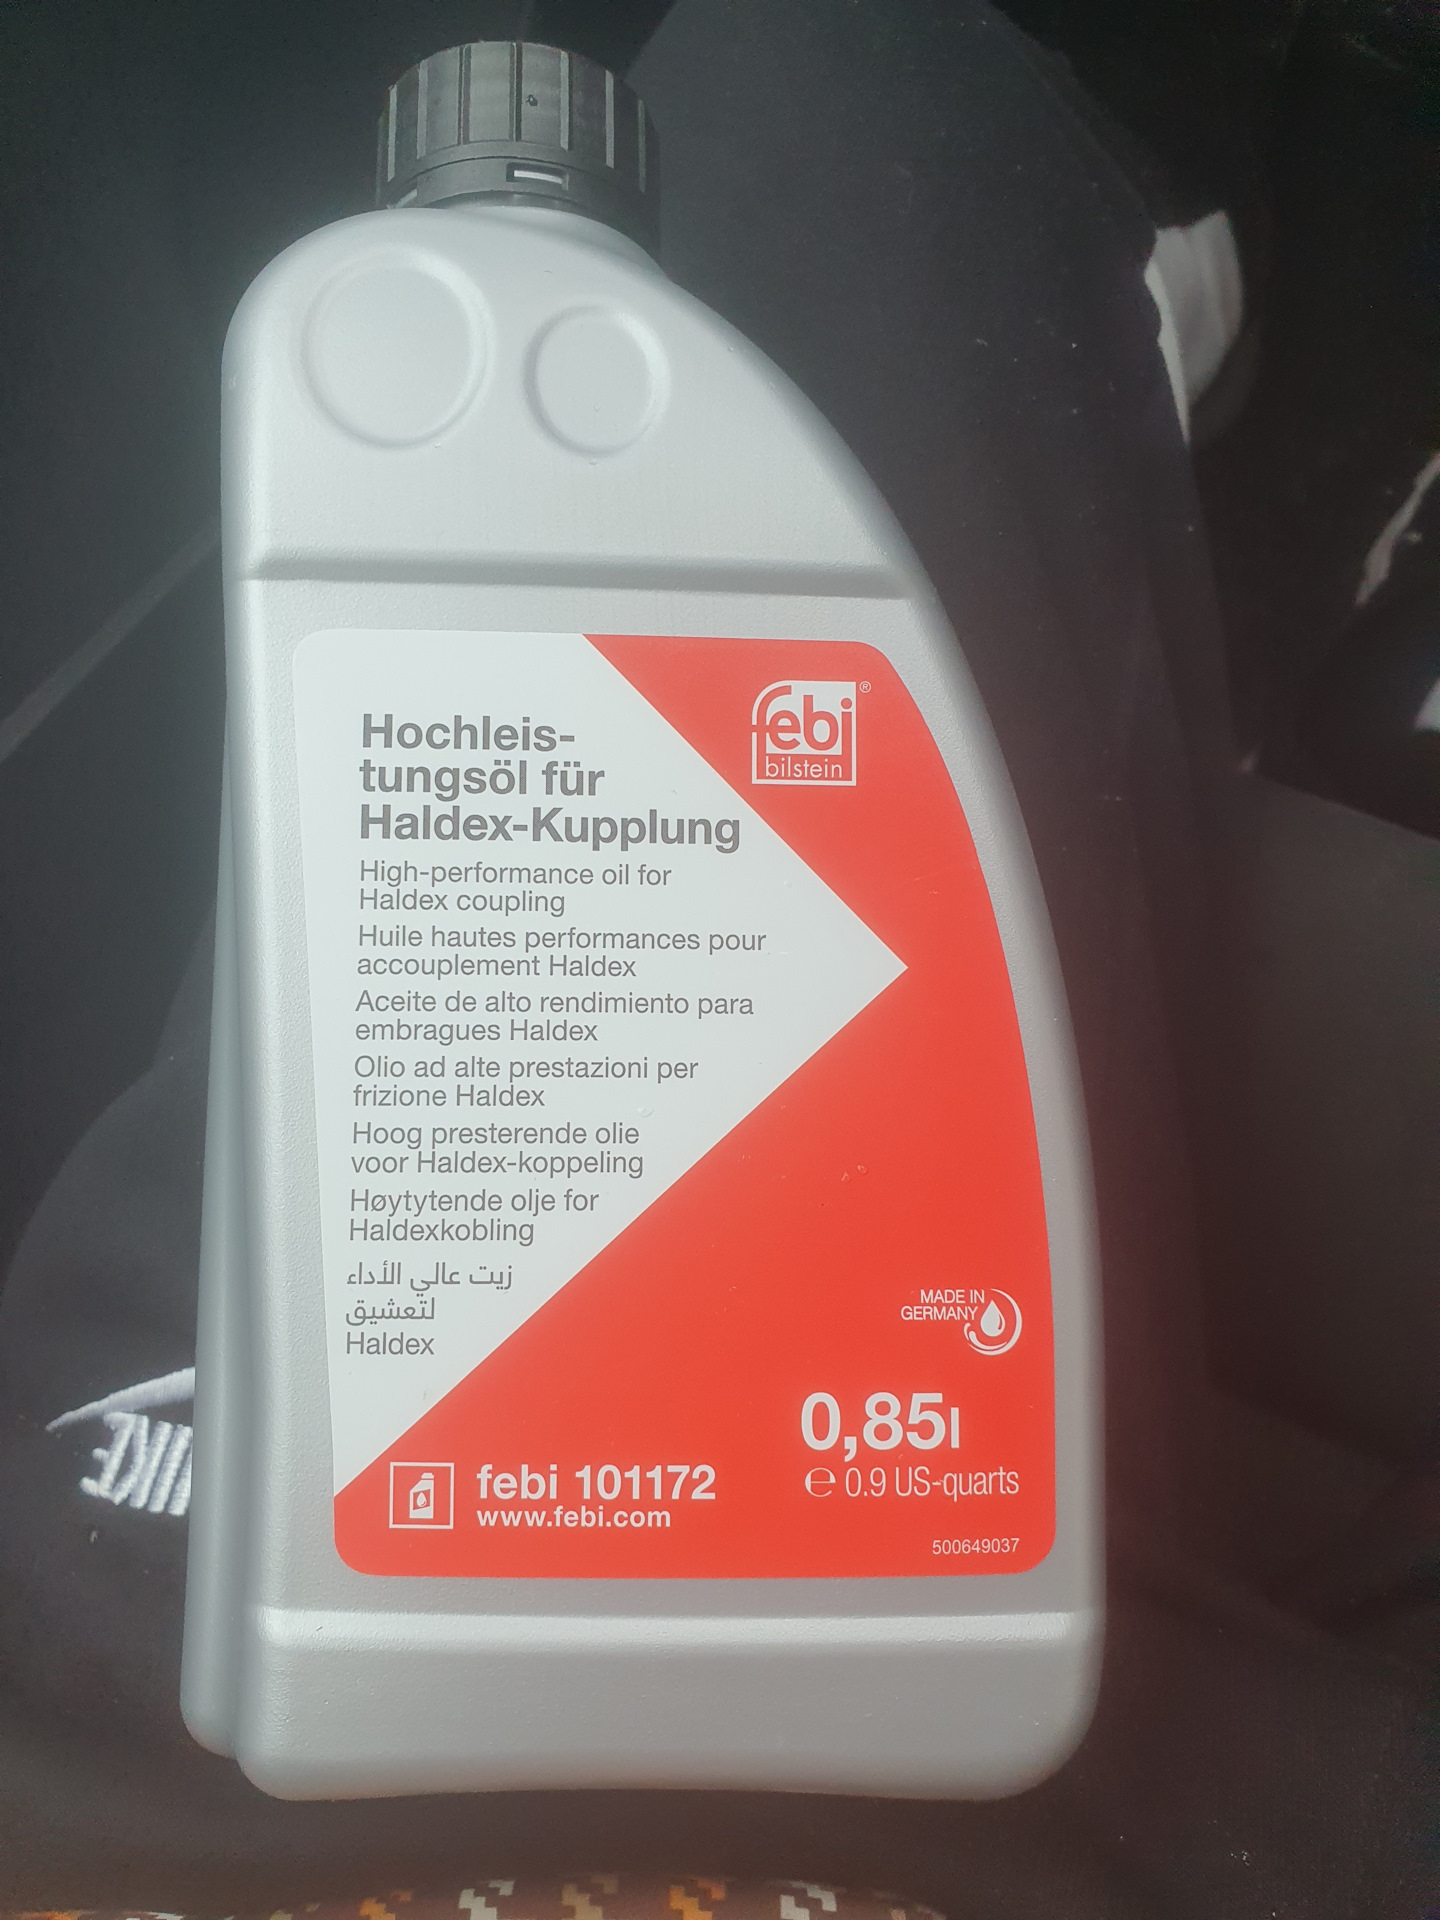 febi®
bilstein
Hochleis-
tungsöl für
Haldex-Kupplung
High-performance oil for
Haldex coupling
Huile hautes performances pour
accouplement Haldex
Aceite de alto rendimiento para
embragues Haldex
Olio ad alte prestazioni per
frizione Haldex
Hoog presterende olie
voor Haldex-koppeling
Høytytende olje for
Haldexkobling
زيت عالي الأداء
لتعشيق
Haldex
MADE IN
GERMANY
0,85l
℮ 0.9 US-quarts
febi 101172
www.febi.com
500649037
NIKE